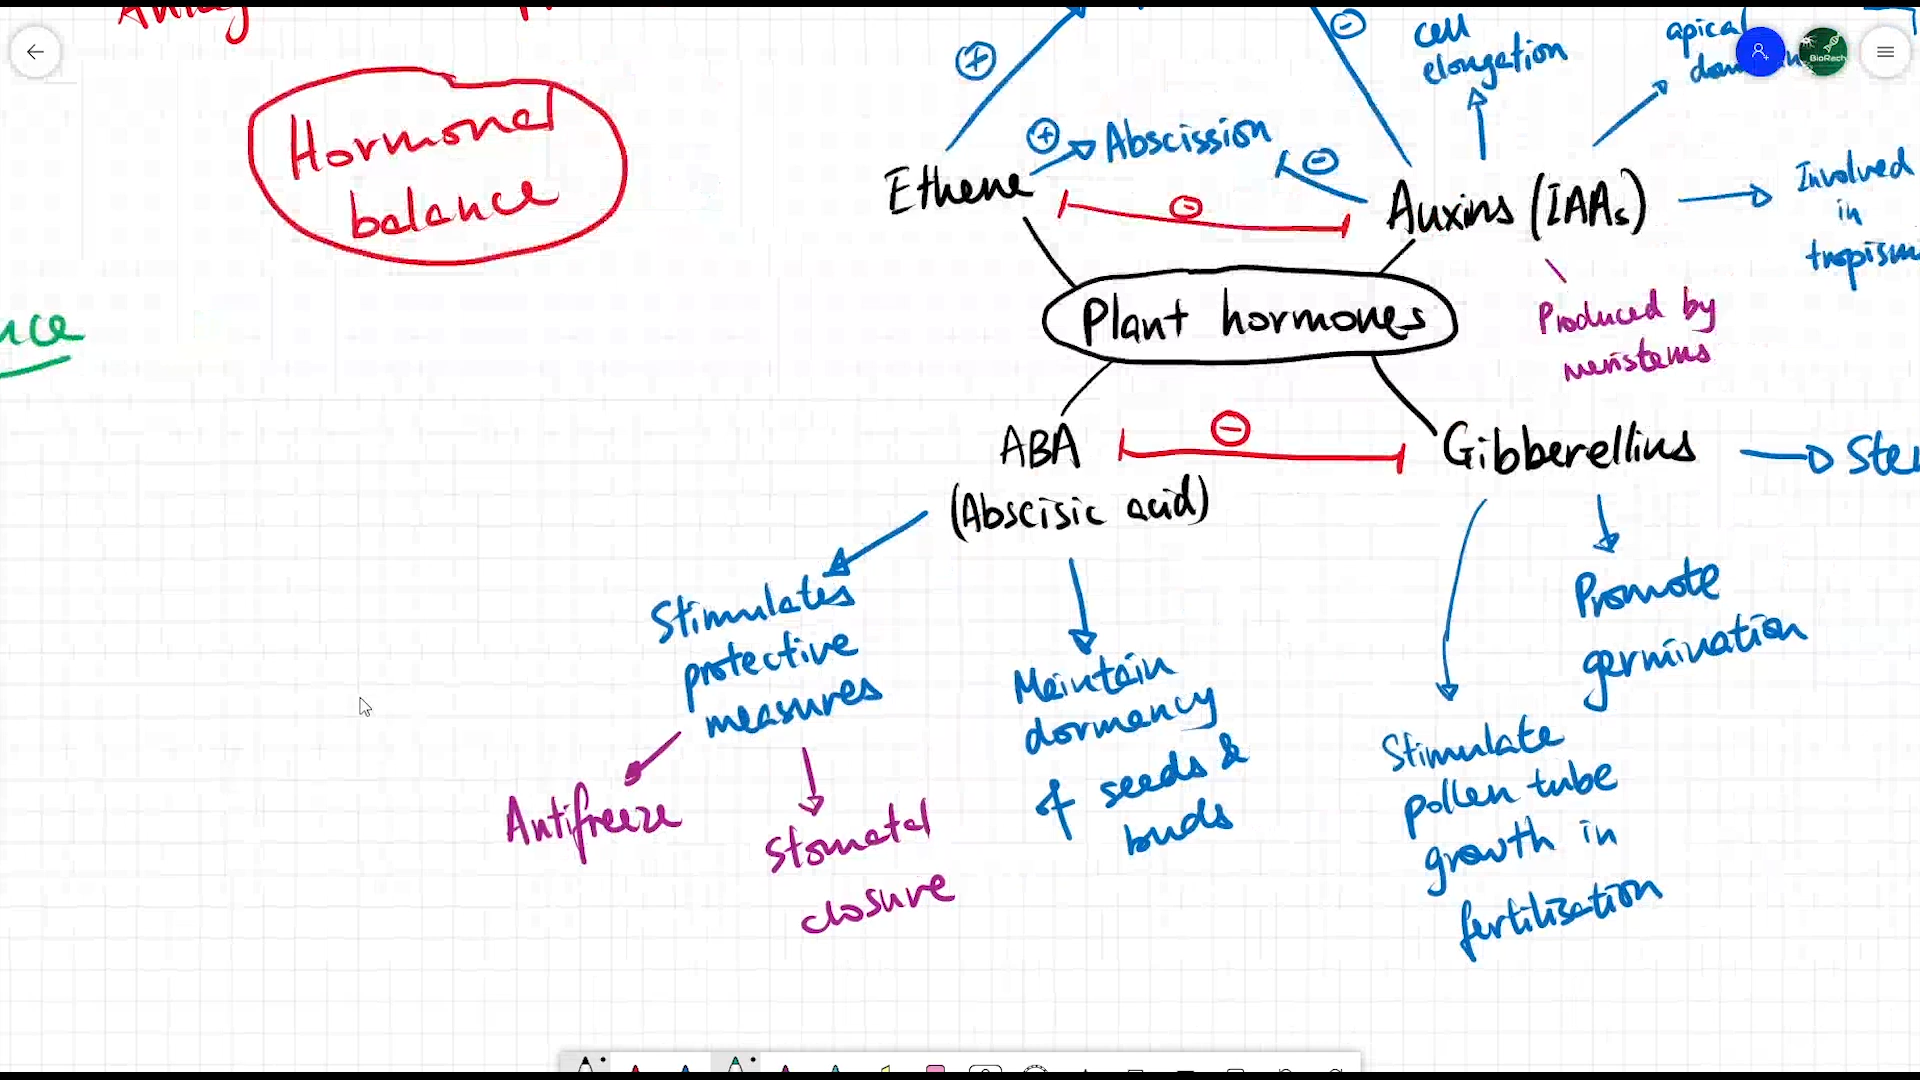 Hormonal
balance
cell
elongation
apical
Abscission
Ethene
Auxins (IAAs)
Involved
in
tropism
Plant hormones
Produced by
meristems
ABA
(Abscisic acid)
Gibberellins
Stimulates
protective
measures
Antifreeze
Stomatal
closure
Maintain
dormancy
of seeds &
buds
Promote
germination
Stimulate
pollen tube
growth in
fertilisation
BioRech